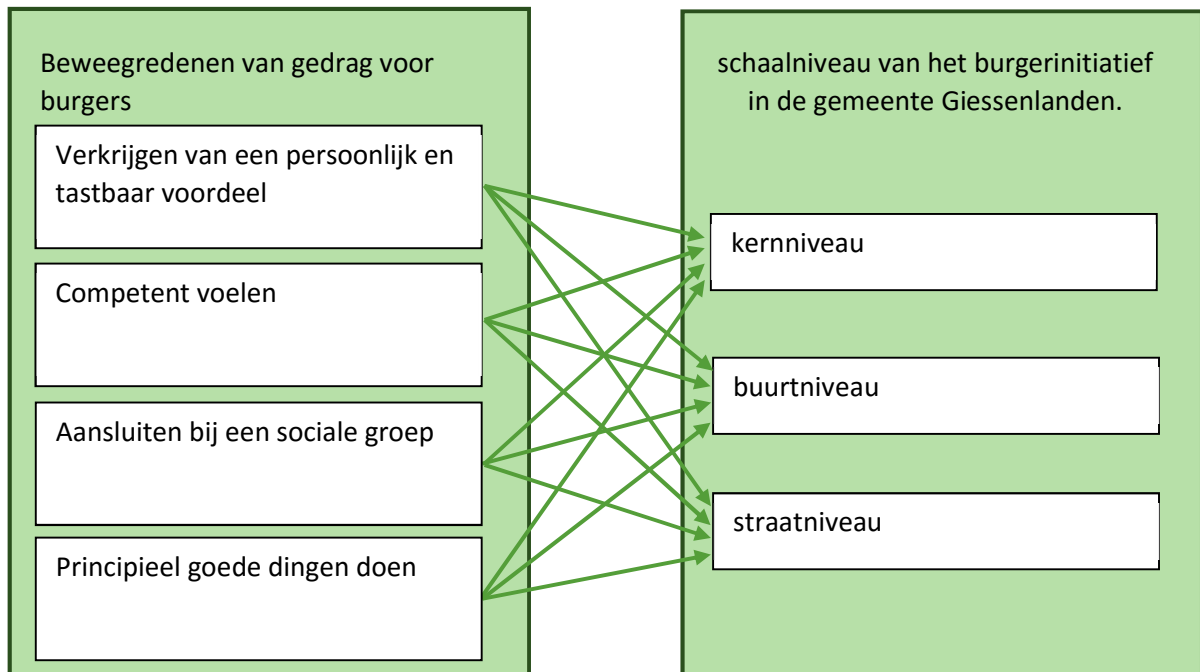 Beweegredenen van gedrag voor
burgers
Verkrijgen van een persoonlijk en
tastbaar voordeel
Competent voelen
Aansluiten bij een sociale groep
Principieel goede dingen doen
schaalniveau van het burgerinitiatief
in de gemeente Giessenlanden.
kernniveau
buurtniveau
straatniveau